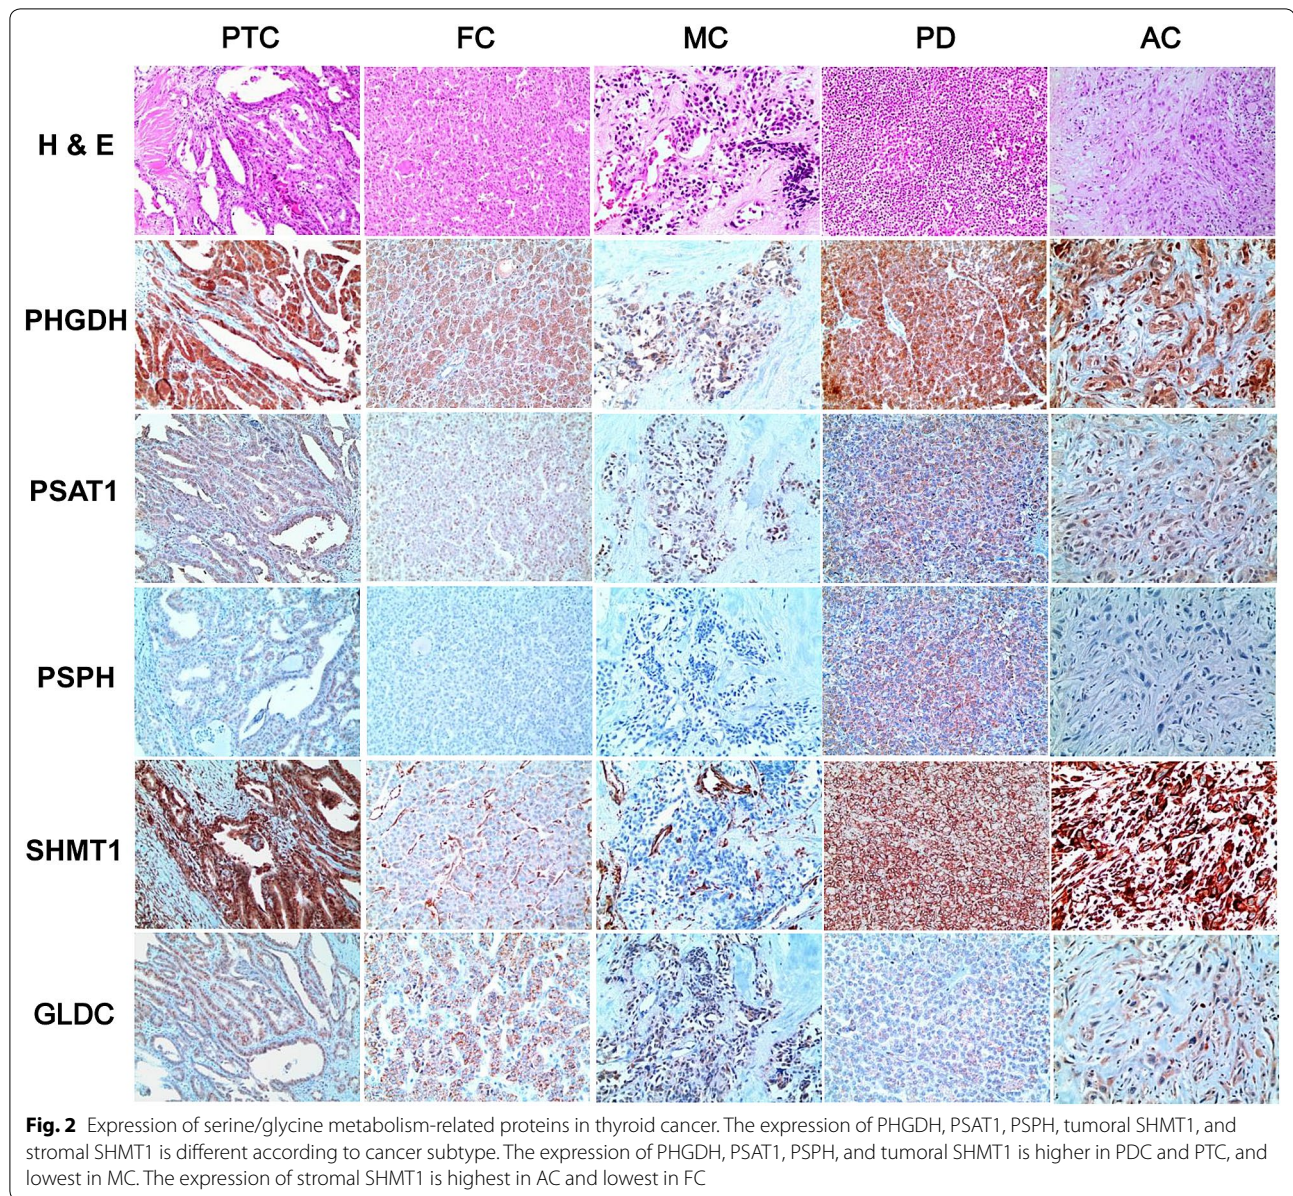 PTC FC MC PD AC
H & E
PHGDH
PSAT1
PSPH
SHMT1
GLDC
Fig. 2 Expression of serine/glycine metabolism-related proteins in thyroid cancer. The expression of PHGDH, PSAT1, PSPH, tumoral SHMT1, and
stromal SHMT1 is different according to cancer subtype. The expression of PHGDH, PSAT1, PSPH, and tumoral SHMT1 is higher in PDC and PTC, and
lowest in MC. The expression of stromal SHMT1 is highest in AC and lowest in FC